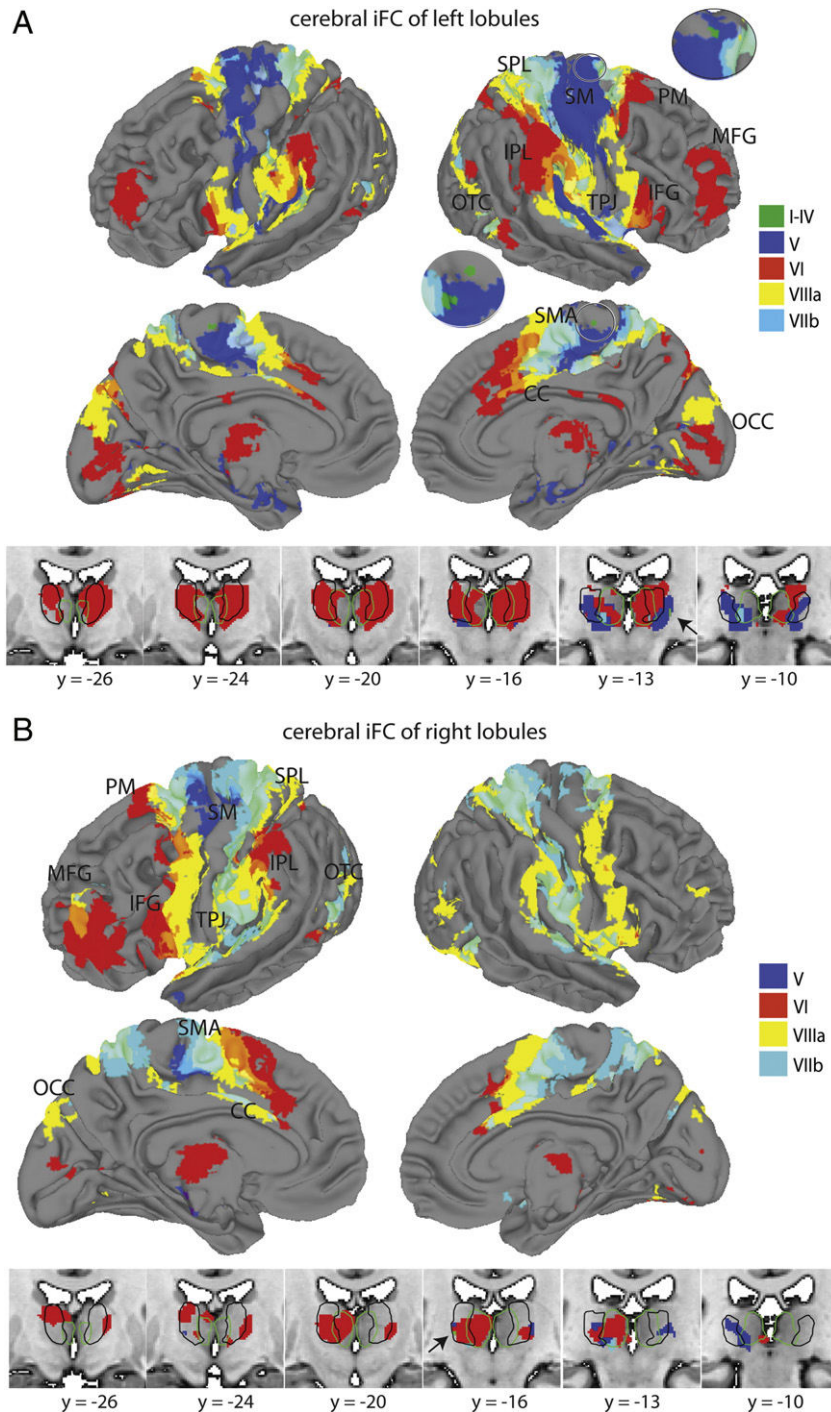 A
cerebral iFC of left lobules
SPL
SM
PM
MFG
IPL
IFG
OTC
TPJ
I-IV
V
VI
VIIIa
VIIb
SMA
CC
OCC
y = -26
y = -24
y = -20
y = -16
y = -13
y = -10
B
cerebral iFC of right lobules
PM
SPL
SM
MFG
IPL
OTC
IFG
TPJ
V
VI
VIIIa
VIIb
SMA
OCC
CC
y = -26
y = -24
y = -20
y = -16
y = -13
y = -10